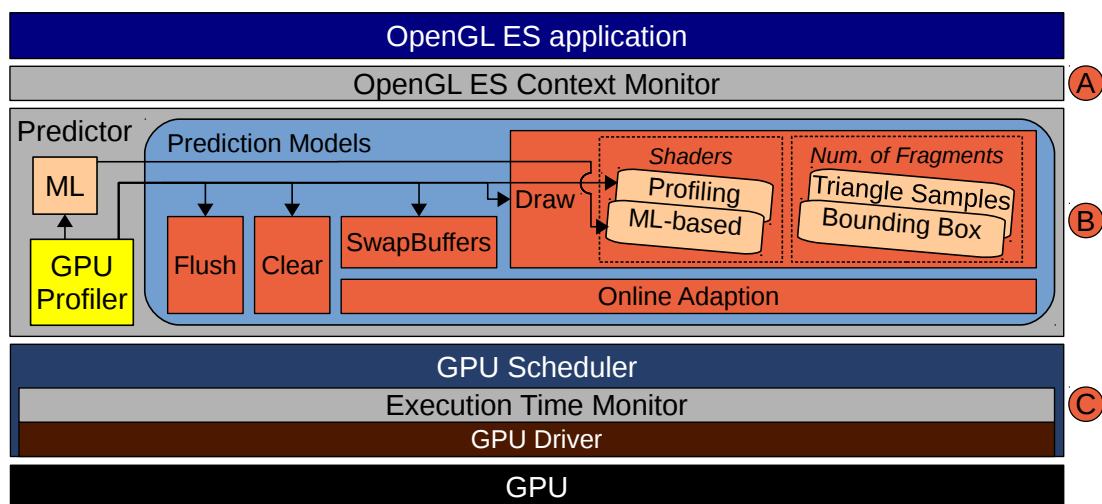 OpenGL ES application
OpenGL ES Context Monitor
A
Predictor
Prediction Models
ML
GPU
Profiler
Flush
Clear
SwapBuffers
Draw
Shaders
Profiling
ML-based
Num. of Fragments
Triangle Samples
Bounding Box
Online Adaption
B
GPU Scheduler
Execution Time Monitor
GPU Driver
C
GPU